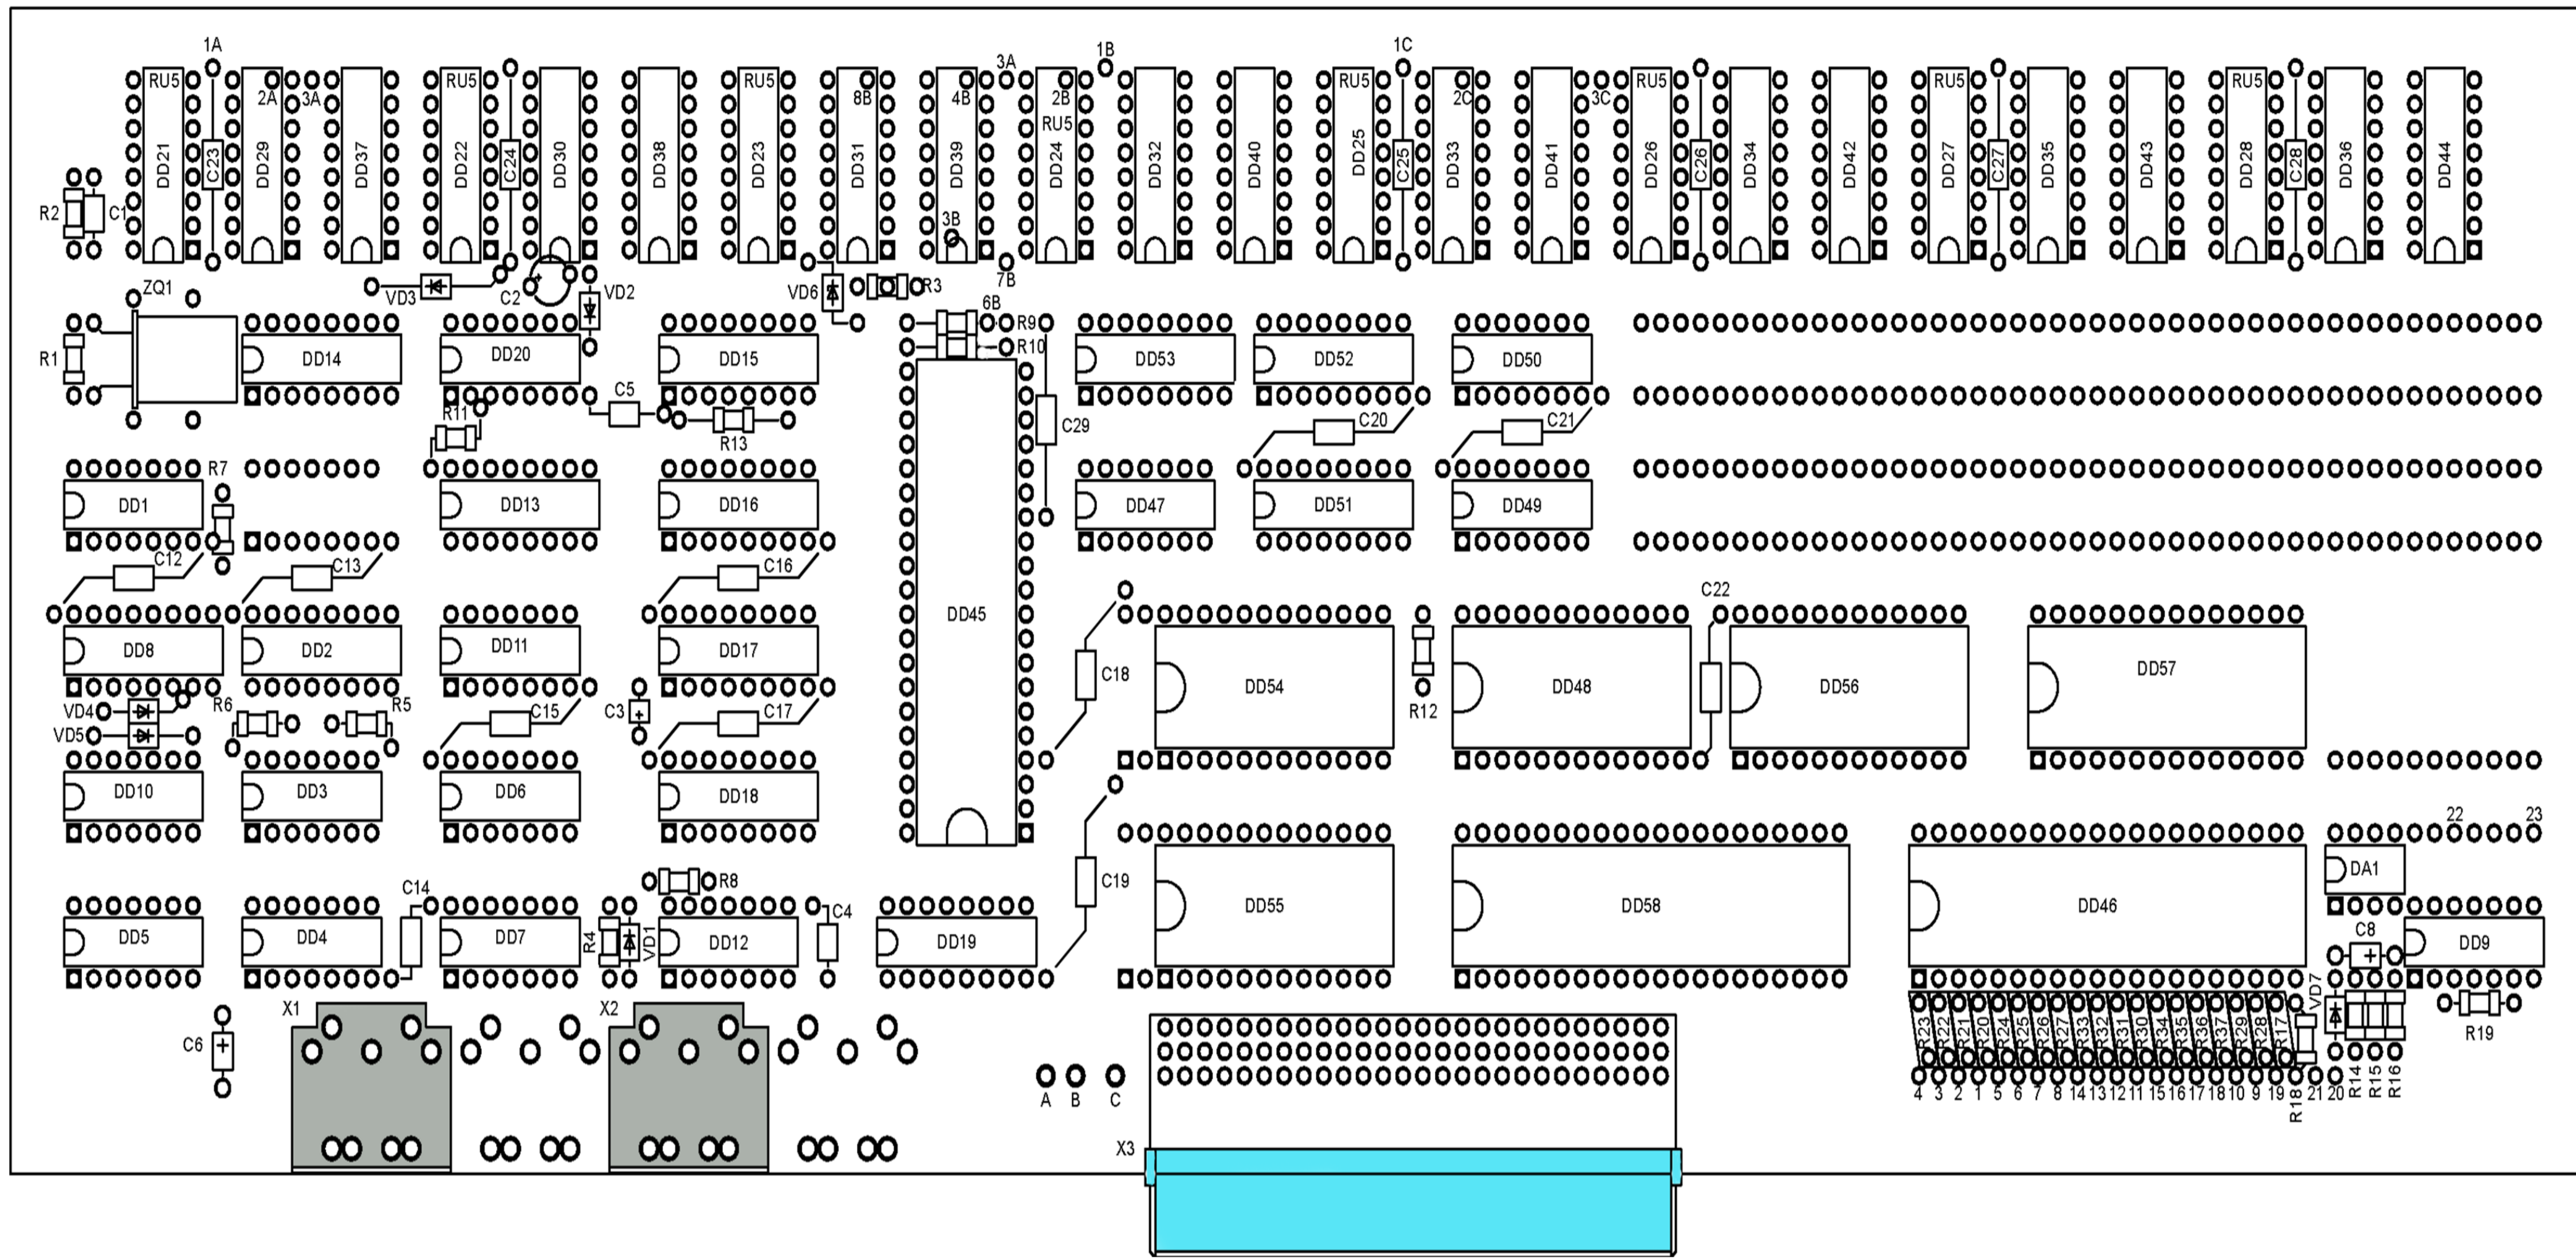 1A 3A 1B 1C
RU5 RU5 RU5 RU5 RU5 RU5 RU5
2A 3A 8B 4B 2B 2C 3C
RU5
DD21 C23 DD29 DD37 DD22 C24 DD30 DD38 DD23 DD31 DD39 DD24 DD32 DD40 DD25 C25 DD33 DD41 DD26 C26 DD34 DD42 DD27 C27 DD35 DD43 DD28 C28 DD36 DD44
R2 C1 3B
ZQ1 VD3 C2 VD2 VD6 R3 7B
6B R9
R10
R1 DD14 DD20 DD15 DD53 DD52 DD50
R11 C5 R13 C29 C20 C21
R7
DD1 DD13 DD16 DD47 DD51 DD49
C12 C13 C16 C22
DD45
DD8 DD2 DD11 DD17 C18 DD54 DD48 DD56 DD57
VD4 R6 R5 C15 C3 C17 R12
VD5
DD10 DD3 DD6 DD18
22 23
C14 R8 C19 DA1
C4
DD5 DD4 DD7 R4 VD1 DD12 DD19 DD55 DD58 DD46 C8 DD9
X1 X2 VD7
C6 R23 R22 R21 R20 R24 R25 R26 R27 R33 R32 R31 R30 R34 R35 R36 R37 R29 R28 R17 R19
A B C 4 3 2 1 5 6 7 8 14 13 12 11 15 16 17 18 10 9 19 R18 21 20 R14 R15 R16
X3